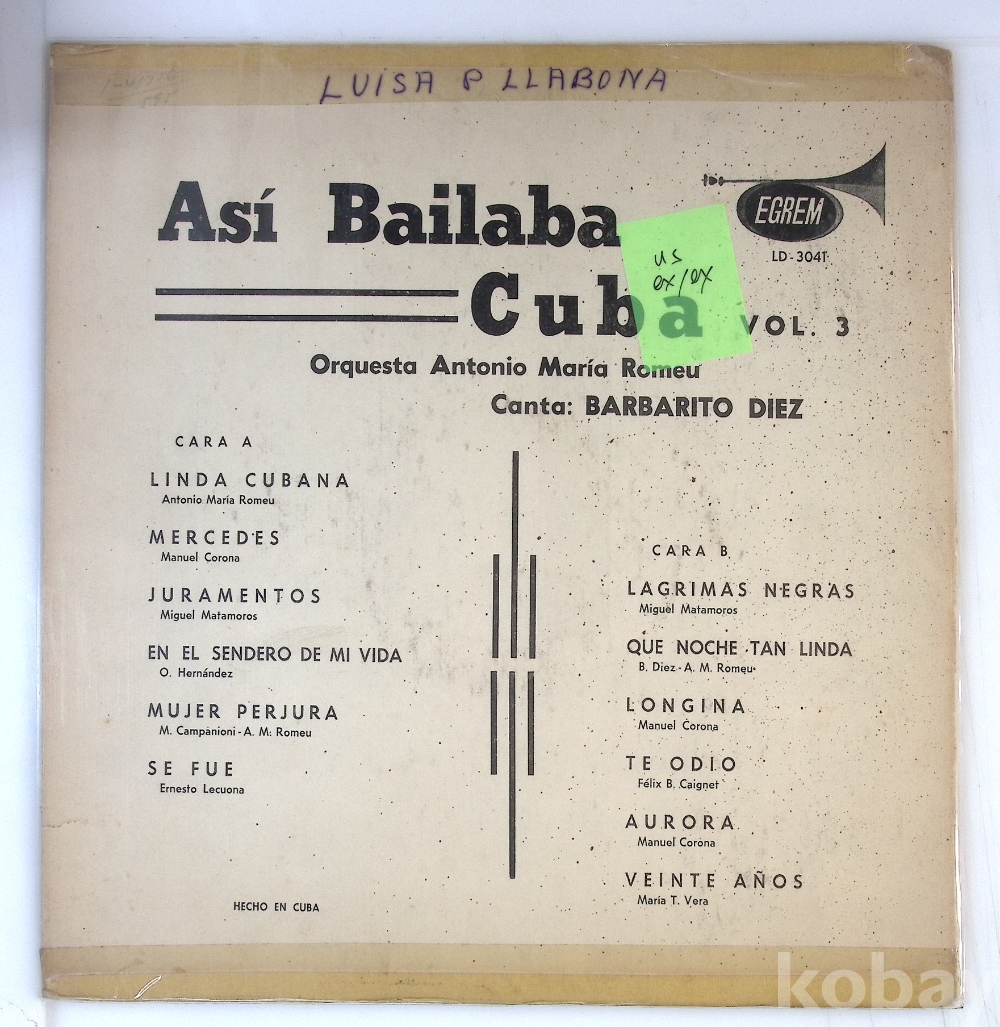 LUISA P LLABONA
Así Bailaba
EGREM
LD-3041
us
ex/ex
Cuba VOL. 3
Orquesta Antonio María Romeu
Canta: BARBARITO DIEZ
CARA A
LINDA CUBANA
Antonio María Romeu
MERCEDES
Manuel Corona
JURAMENTOS
Miguel Matamoros
EN EL SENDERO DE MI VIDA
O. Hernández
MUJER PERJURA
M. Campanioni - A. M. Romeu
SE FUE
Ernesto Lecuona
HECHO EN CUBA
CARA B
LAGRIMAS NEGRAS
Miguel Matamoros
QUE NOCHE TAN LINDA
B. Diez - A. M. Romeu
LONGINA
Manuel Corona
TE ODIO
Félix B. Caignet
AURORA
Manuel Corona
VEINTE AÑOS
María T. Vera